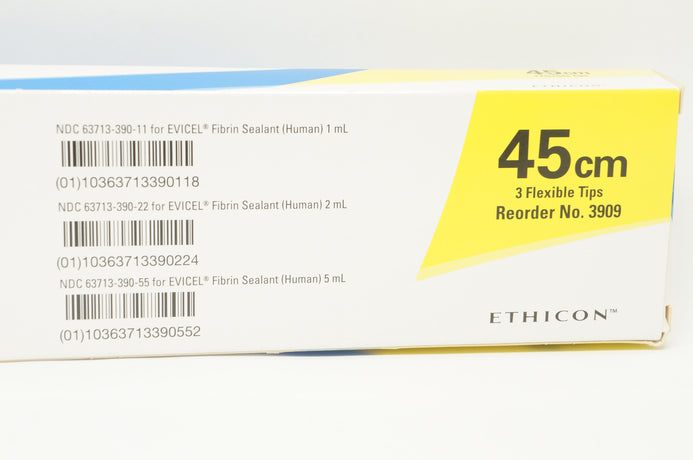 45cm
NDC 63713-390-11 for EVICEL® Fibrin Sealant (Human) 1 mL
(01)10363713390118
NDC 63713-390-22 for EVICEL® Fibrin Sealant (Human) 2 mL
(01)10363713390224
NDC 63713-390-55 for EVICEL® Fibrin Sealant (Human) 5 mL
(01)10363713390552
45cm
3 Flexible Tips
Reorder No. 3909
ETHICON™